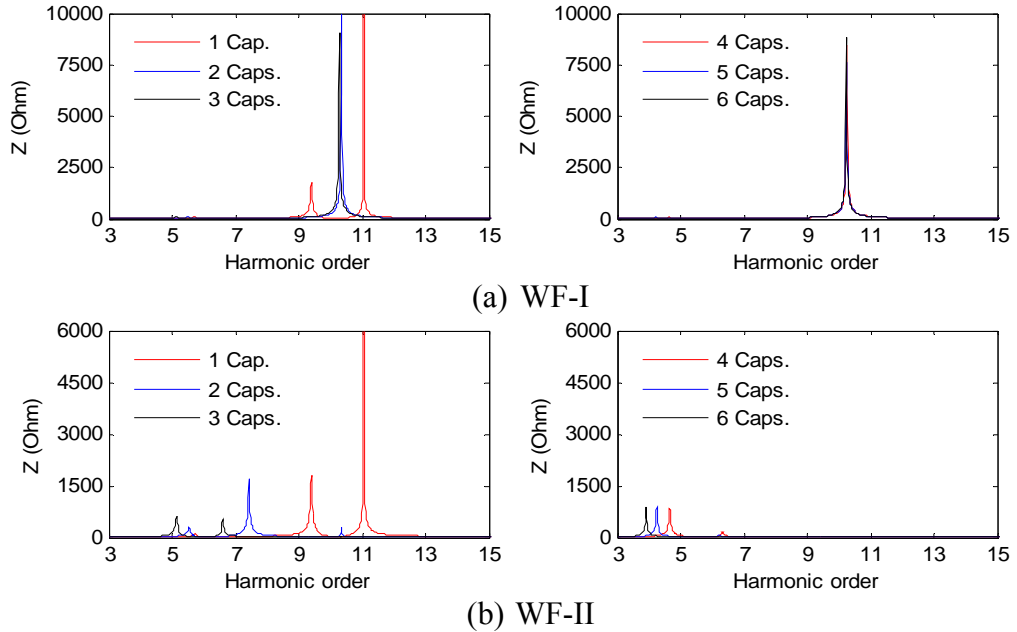 10000
7500
5000
2500
0
Z (Ohm)
1 Cap.
2 Caps.
3 Caps.
3 5 7 9 11 13 15
Harmonic order
10000
7500
5000
2500
0
Z (Ohm)
4 Caps.
5 Caps.
6 Caps.
3 5 7 9 11 13 15
Harmonic order
(a) WF-I
6000
4500
3000
1500
0
Z (Ohm)
1 Cap.
2 Caps.
3 Caps.
3 5 7 9 11 13 15
Harmonic order
6000
4500
3000
1500
0
Z (Ohm)
4 Caps.
5 Caps.
6 Caps.
3 5 7 9 11 13 15
Harmonic order
(b) WF-II